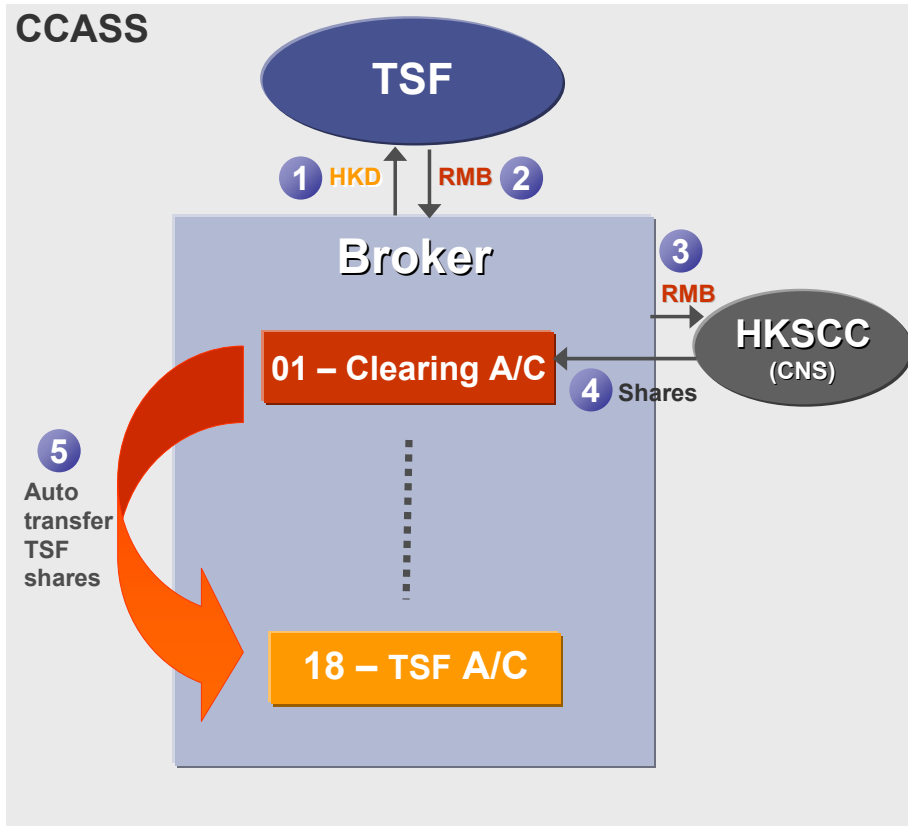 CCASS
TSF
1 HKD
RMB 2
Broker
3
RMB
HKSCC
(CNS)
01 – Clearing A/C
4 Shares
5
Auto
transfer
TSF
shares
18 – TSF A/C